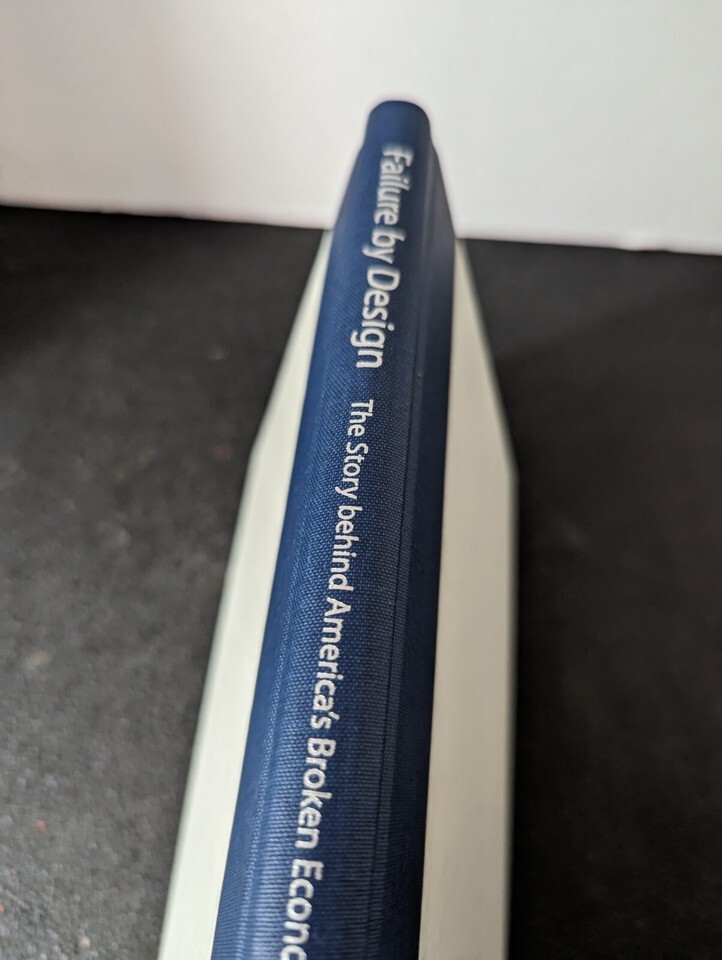 Failure by Design The Story behind America's Broken Econo